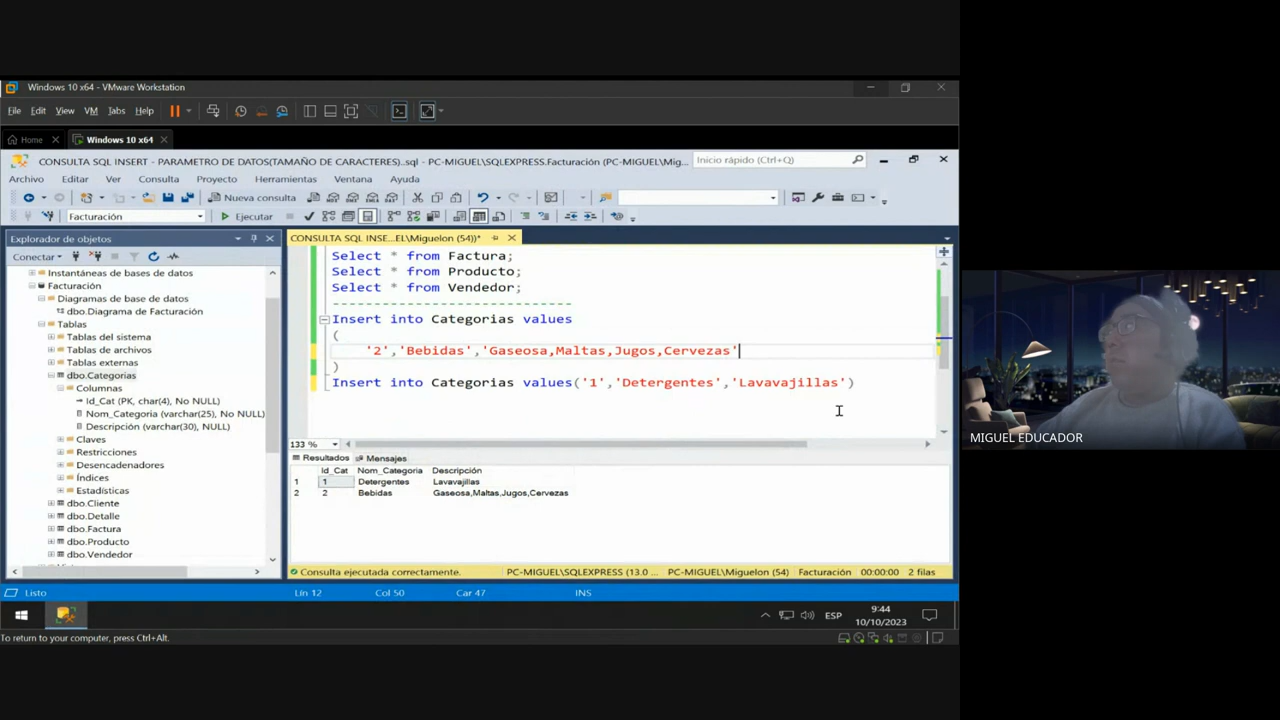 Windows 10 x64 - VMware Workstation
File Edit View VM Tabs Help
Home Windows 10 x64
CONSULTA SQL INSERT - PARAMETRO DE DATOS(TAMAÑO DE CARACTERES)..sql - PC-MIGUEL\SQLEXPRESS.Facturación (PC-MIGUEL\Mig... Inicio rápido (Ctrl+Q)
Archivo Editar Ver Consulta Proyecto Herramientas Ventana Ayuda
Nueva consulta
Facturación Ejecutar
Explorador de objetos
Conectar
Instantáneas de bases de datos
Facturación
Diagramas de base de datos
dbo.Diagrama de Facturación
Tablas
Tablas del sistema
Tablas de archivos
Tablas externas
dbo.Categorias
Columnas
Id_Cat (PK, char(4), No NULL)
Nom_Categoria (varchar(25), No NULL)
Descripción (varchar(30), NULL)
Claves
Restricciones
Desencadenadores
Índices
Estadísticas
dbo.Cliente
dbo.Detalle
dbo.Factura
dbo.Producto
dbo.Vendedor
CONSULTA SQL INSE...EL\Miguelon (54))*
Select * from Factura;
Select * from Producto;
Select * from Vendedor;
-----------------------------
Insert into Categorias values
(
'2','Bebidas','Gaseosa,Maltas,Jugos,Cervezas'
)
Insert into Categorias values('1','Detergentes','Lavavajillas')
133 %
Resultados Mensajes
Id_Cat Nom_Categoria Descripción
1 1 Detergentes Lavavajillas
2 2 Bebidas Gaseosa,Maltas,Jugos,Cervezas
Consulta ejecutada correctamente. PC-MIGUEL\SQLEXPRESS (13.0 ... PC-MIGUEL\Miguelon (54) Facturación 00:00:00 2 filas
Listo Lín 12 Col 50 Car 47 INS
ESP 9:44
10/10/2023
To return to your computer, press Ctrl+Alt.
MIGUEL EDUCADOR